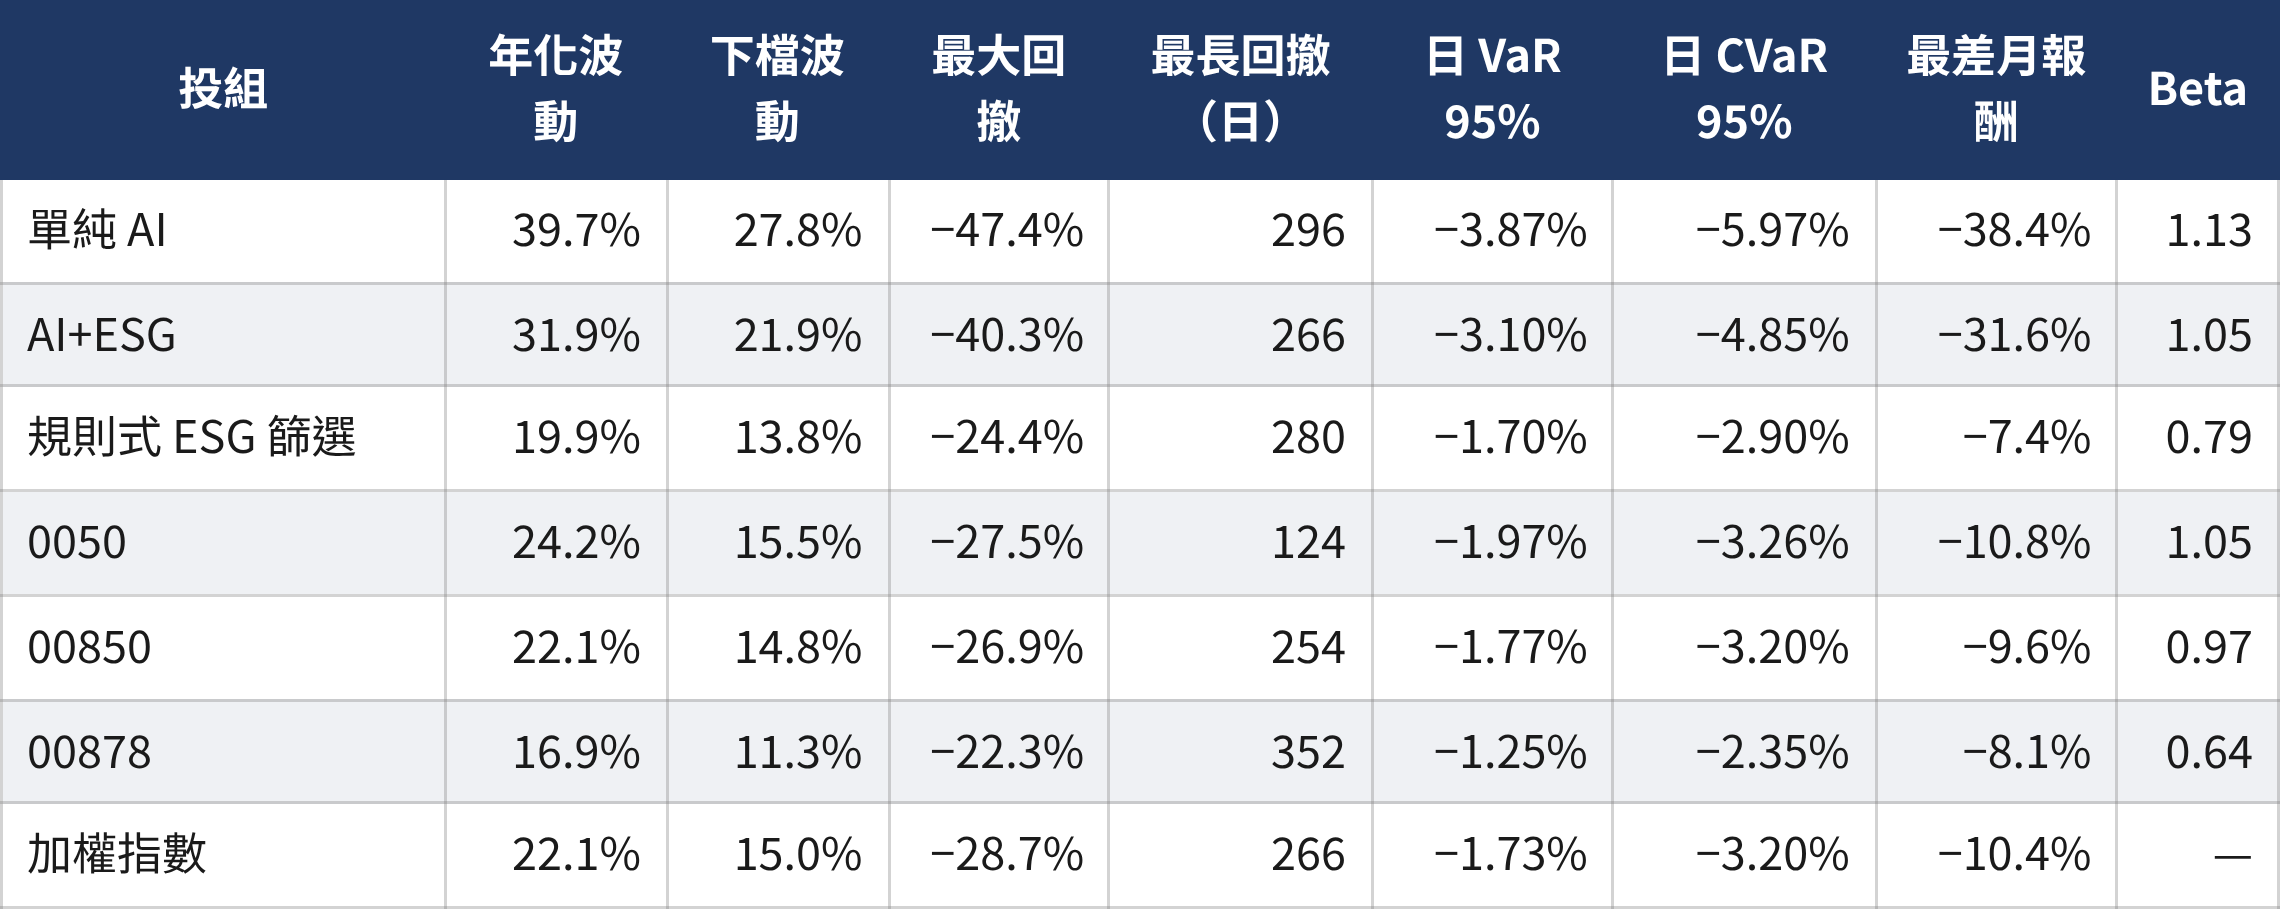 投組 年化波動 下檔波動 最大回撤 最長回撤（日） 日 VaR 95% 日 CVaR 95% 最差月報酬 Beta
單純 AI 39.7% 27.8% −47.4% 296 −3.87% −5.97% −38.4% 1.13
AI+ESG 31.9% 21.9% −40.3% 266 −3.10% −4.85% −31.6% 1.05
規則式 ESG 篩選 19.9% 13.8% −24.4% 280 −1.70% −2.90% −7.4% 0.79
0050 24.2% 15.5% −27.5% 124 −1.97% −3.26% −10.8% 1.05
00850 22.1% 14.8% −26.9% 254 −1.77% −3.20% −9.6% 0.97
00878 16.9% 11.3% −22.3% 352 −1.25% −2.35% −8.1% 0.64
加權指數 22.1% 15.0% −28.7% 266 −1.73% −3.20% −10.4% —